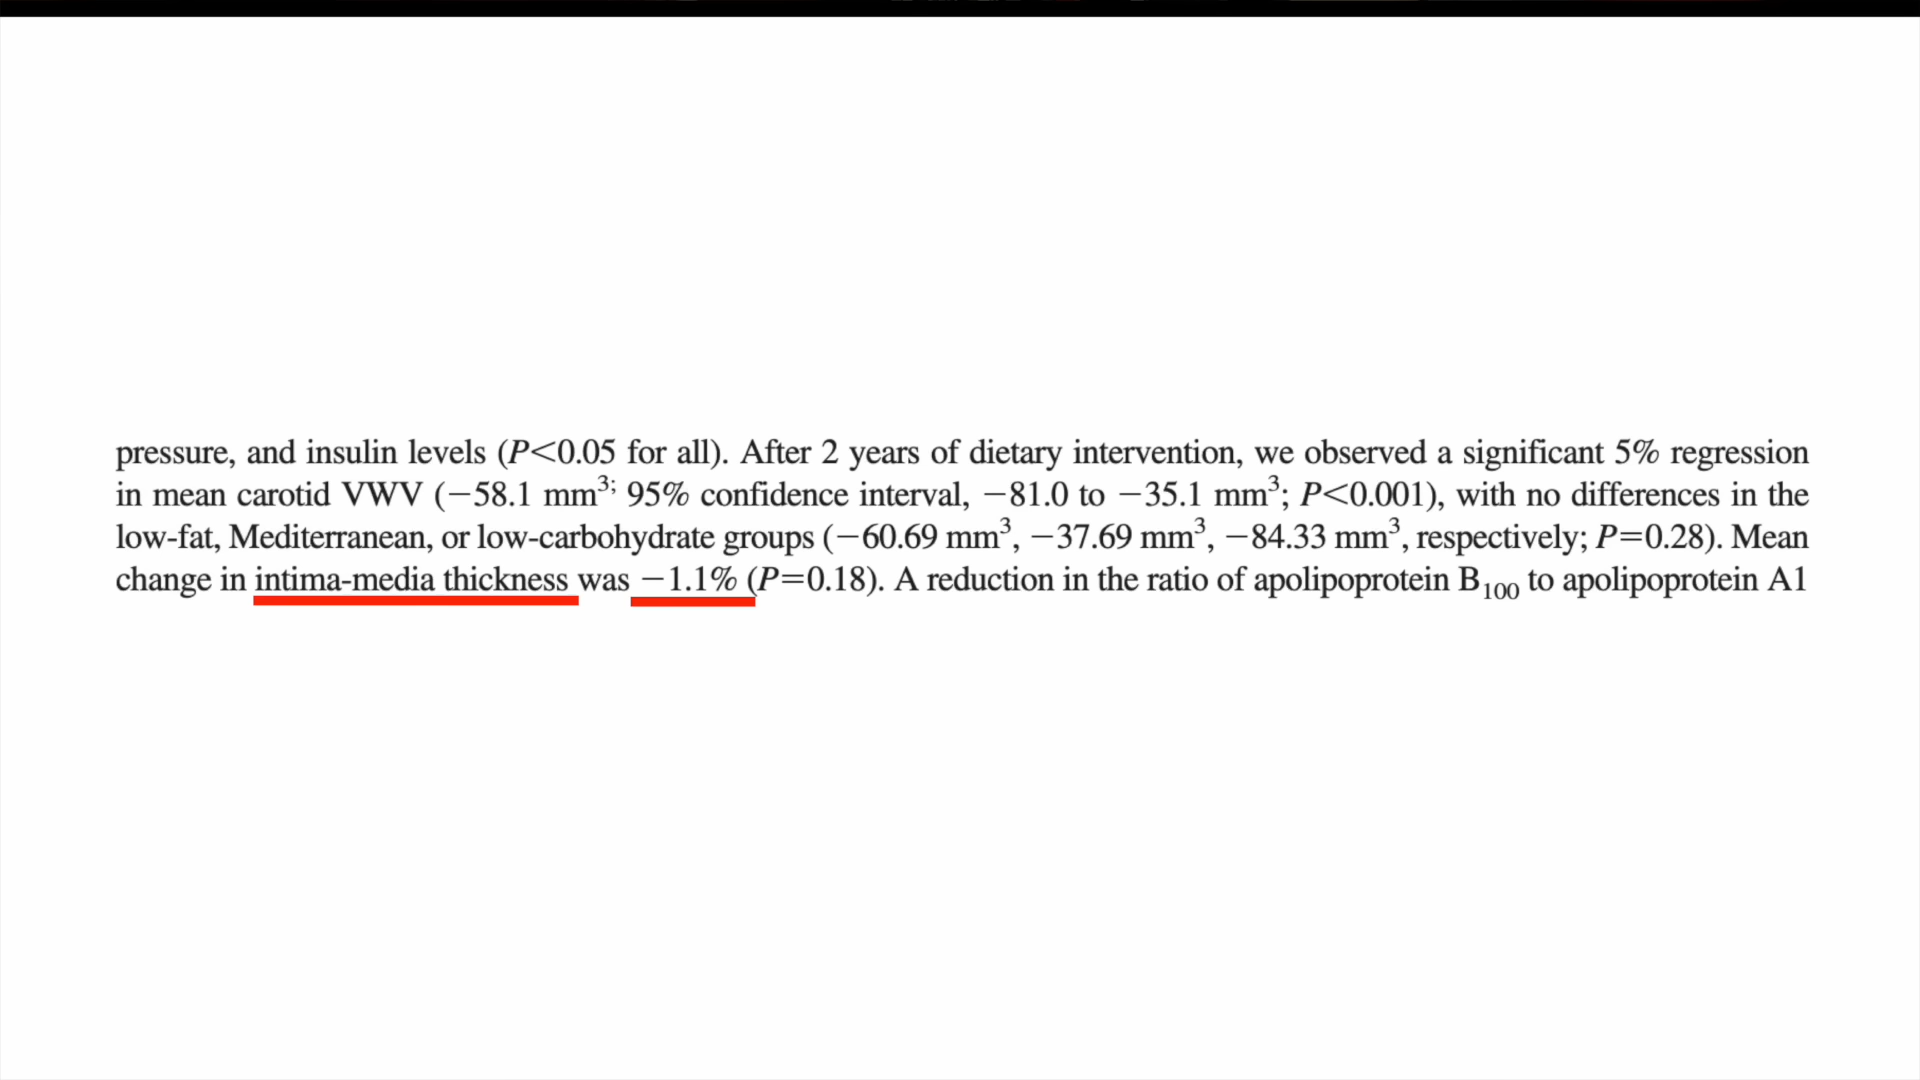 pressure, and insulin levels (P<0.05 for all). After 2 years of dietary intervention, we observed a significant 5% regression
in mean carotid VWV (−58.1 mm³; 95% confidence interval, −81.0 to −35.1 mm³; P<0.001), with no differences in the
low-fat, Mediterranean, or low-carbohydrate groups (−60.69 mm³, −37.69 mm³, −84.33 mm³, respectively; P=0.28). Mean
change in intima-media thickness was −1.1% (P=0.18). A reduction in the ratio of apolipoprotein B₁₀₀ to apolipoprotein A1